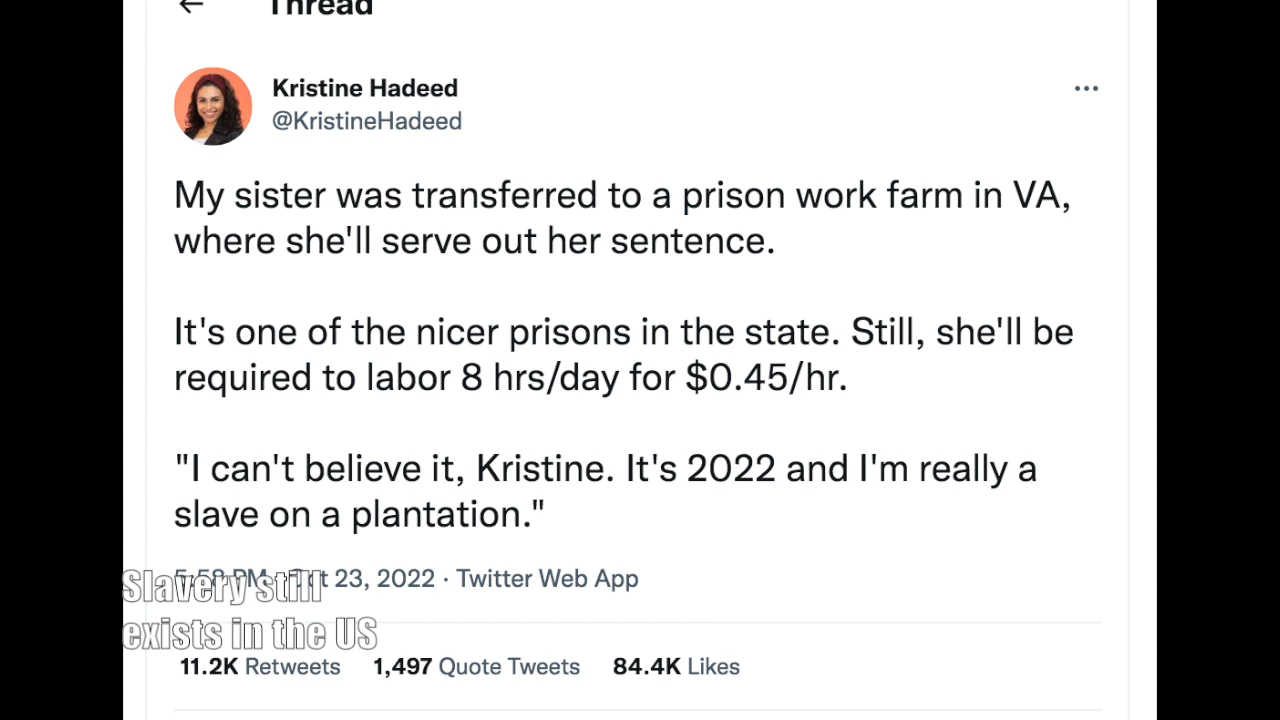 Thread
Kristine Hadeed
@KristineHadeed
My sister was transferred to a prison work farm in VA,
where she'll serve out her sentence.
It's one of the nicer prisons in the state. Still, she'll be
required to labor 8 hrs/day for $0.45/hr.
"I can't believe it, Kristine. It's 2022 and I'm really a
slave on a plantation."
5:58 PM · Oct 23, 2022 · Twitter Web App
Slavery still
exists in the US
11.2K Retweets 1,497 Quote Tweets 84.4K Likes